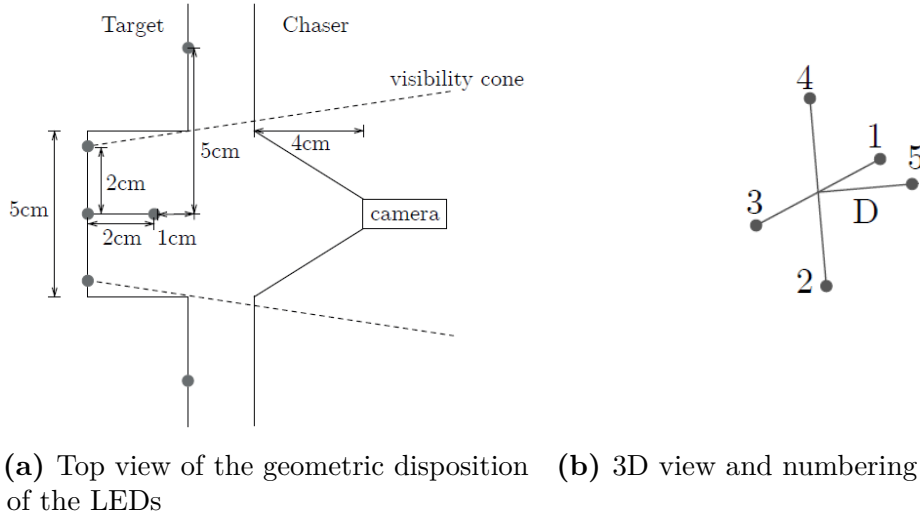 Target
Chaser
visibility cone
4cm
5cm
2cm
5cm
camera
2cm
1cm
4
1
5
3
D
2
(a) Top view of the geometric disposition
of the LEDs
(b) 3D view and numbering